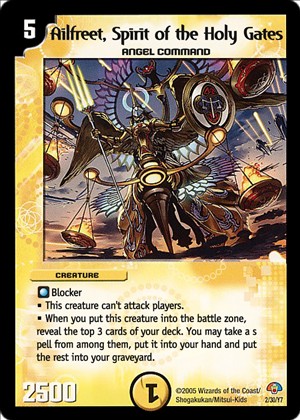 5 Ailfreet, Spirit of the Holy Gates
ANGEL COMMAND
CREATURE
Blocker
▪ This creature can't attack players.
▪ When you put this creature into the battle zone,
reveal the top 3 cards of your deck. You may take a s
pell from among them, put it into your hand and put
the rest into your graveyard.
2500
1
©2005 Wizards of the Coast/
Shogakukan/Mitsui-Kids
2/30/Y7